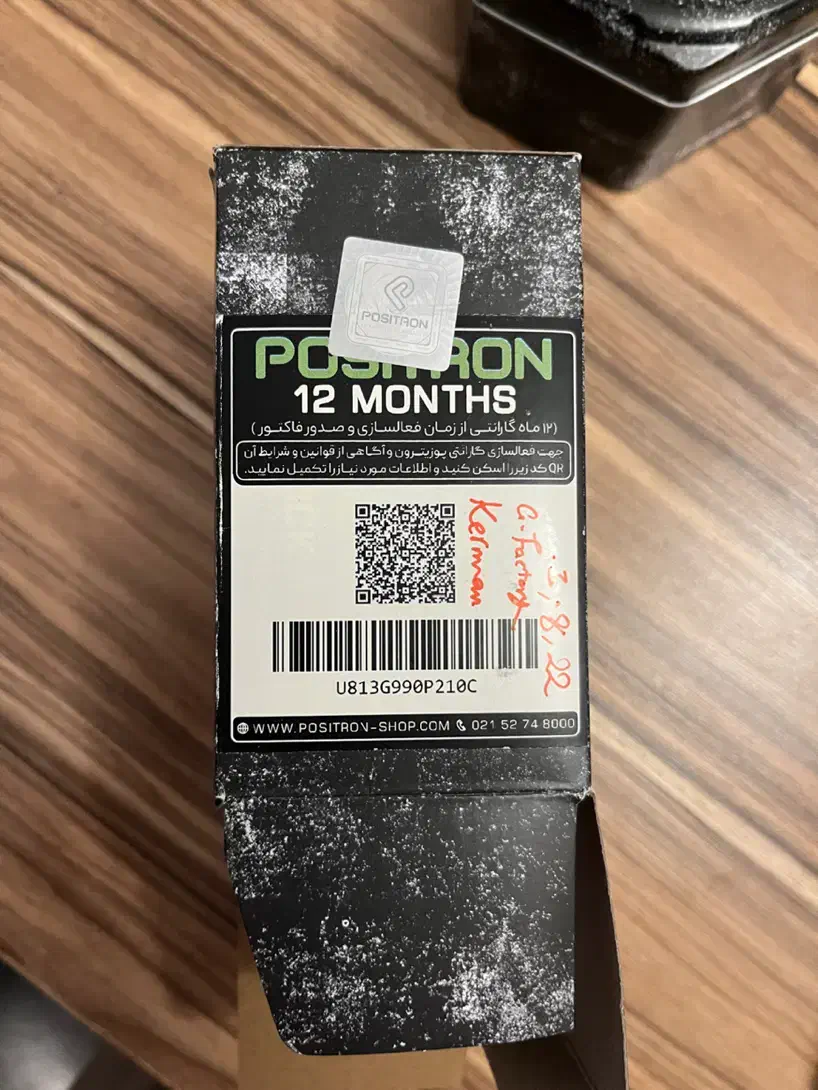 POSITRON
POSITRON
12 MONTHS
(۱۲ ماه گارانتی از زمان فعالسازی و صدور فاکتور)
جهت فعالسازی گارانتی پوزیترون و آگاهی از قوانین و شرایط آن
QR کد زیر را اسکن کنید و اطلاعات مورد نیاز را تکمیل نمایید.
3,8,22
G-Factory
Kerman
U813G990P210C
WWW.POSITRON-SHOP.COM 021 52 74 8000